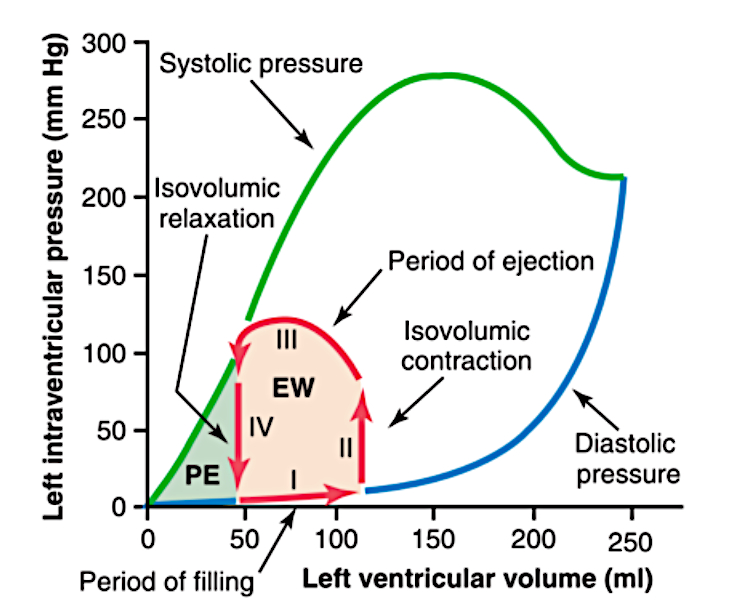 Left intraventricular pressure (mm Hg)
300
250
200
150
100
50
0
Systolic pressure
Isovolumic
relaxation
Period of ejection
Isovolumic
contraction
III
EW
IV
II
PE
I
Diastolic
pressure
0
50
100
150
200
250
Period of filling
Left ventricular volume (ml)